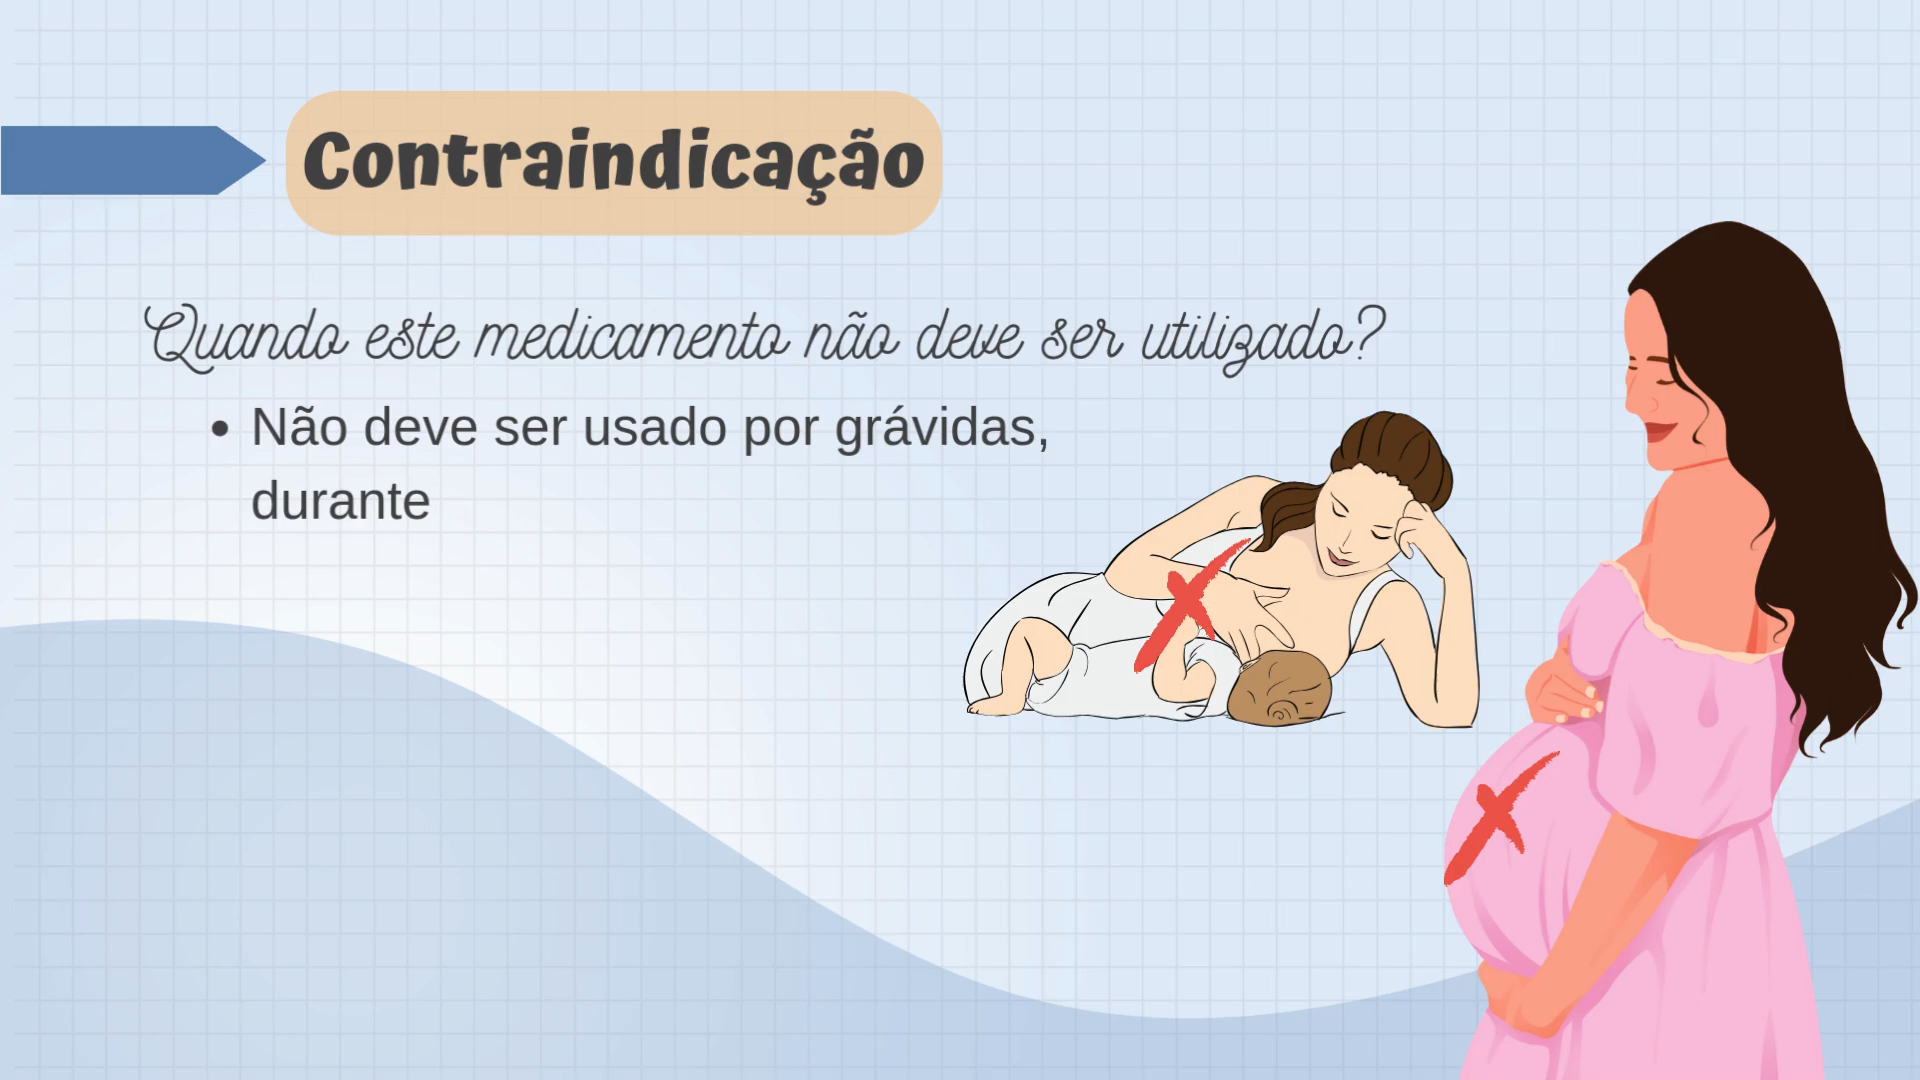 Contraindicação
Quando este medicamento não deve ser utilizado?
• Não deve ser usado por grávidas,
durante